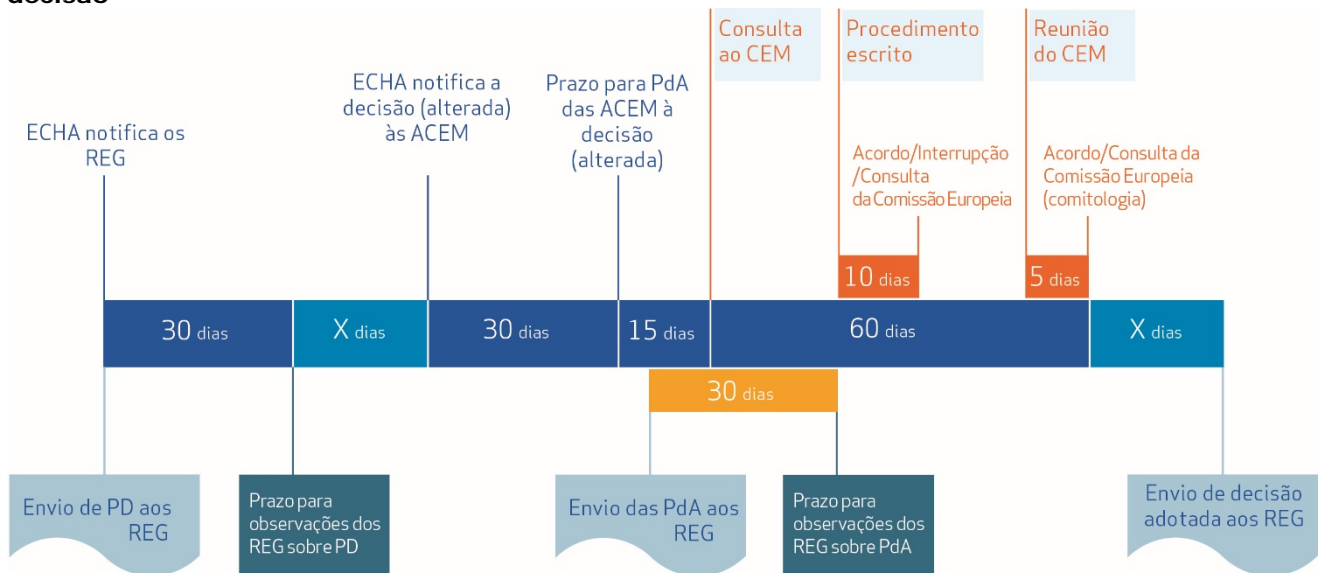 decisão
Consulta
ao CEM
Procedimento
escrito
Reunião
do CEM
ECHA notifica a
decisão (alterada)
às ACEM
Prazo para PdA
das ACEM à
decisão
(alterada)
ECHA notifica os
REG
Acordo/Interrupção
/Consulta
da Comissão Europeia
Acordo/Consulta da
Comissão Europeia
(comitologia)
10 dias
5 dias
30 dias
X dias
30 dias
15 dias
60 dias
X dias
30 dias
Envio de PD aos
REG
Prazo para
observações dos
REG sobre PD
Envio das PdA aos
REG
Prazo para
observações dos
REG sobre PdA
Envio de decisão
adotada aos REG